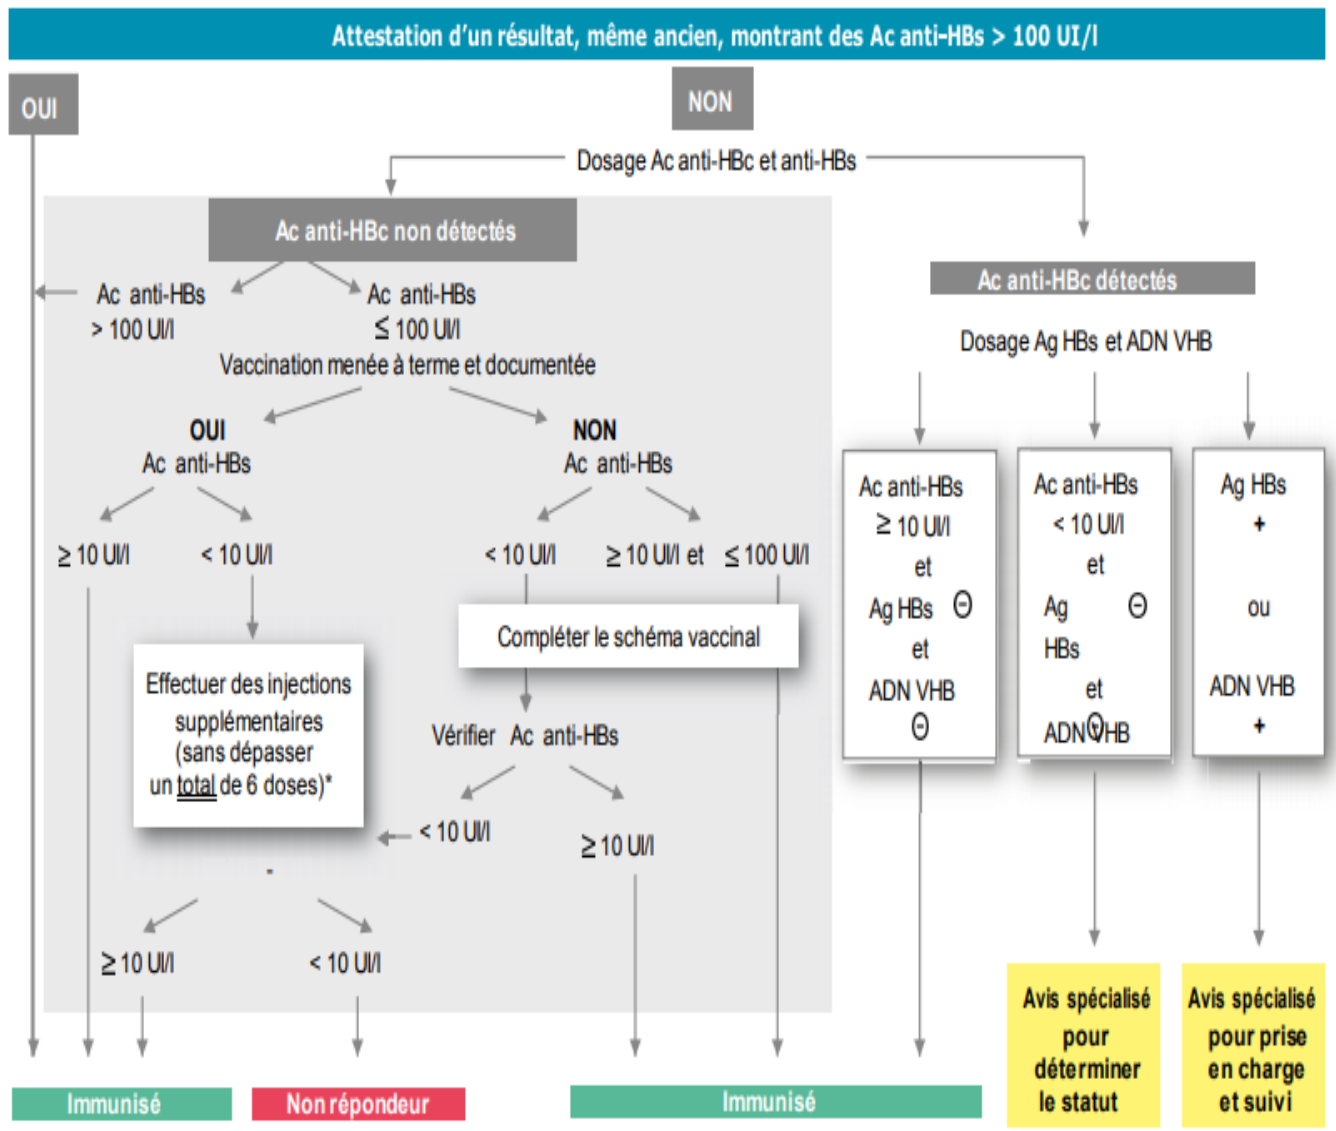 Attestation d'un résultat, même ancien, montrant des Ac anti-HBs > 100 UI/l
OUI
NON
Dosage Ac anti-HBc et anti-HBs
Ac anti-HBc non détectés
Ac anti-HBs
> 100 UI/l
Ac anti-HBs
≤ 100 UI/l
Vaccination menée à terme et documentée
OUI
Ac anti-HBs
NON
Ac anti-HBs
≥ 10 UI/l
< 10 UI/l
< 10 UI/l
≥ 10 UI/l et ≤ 100 UI/l
Compléter le schéma vaccinal
Effectuer des injections
supplémentaires
(sans dépasser
un total de 6 doses)*
Vérifier Ac anti-HBs
< 10 UI/l
≥ 10 UI/l
-
≥ 10 UI/l
< 10 UI/l
Ac anti-HBc détectés
Dosage Ag HBs et ADN VHB
Ac anti-HBs
≥ 10 UI/l
et
Ag HBs ⊖
et
ADN VHB
⊖
Ac anti-HBs
< 10 UI/l
et
Ag ⊖
HBs
et
ADN VHB
⊖
Ag HBs
+
ou
ADN VHB
+
Immunisé
Non répondeur
Immunisé
Avis spécialisé
pour
déterminer
le statut
Avis spécialisé
pour prise
en charge
et suivi